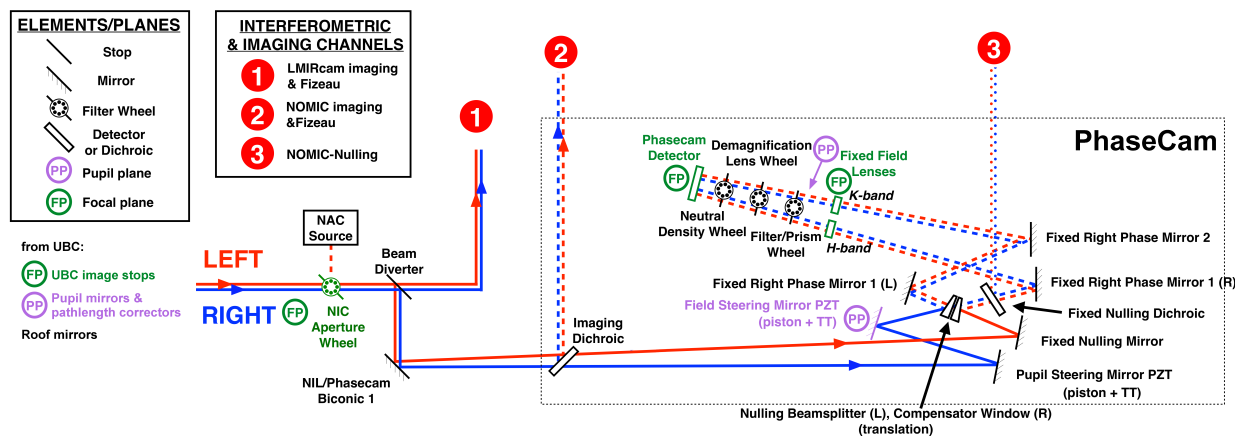 ELEMENTS/PLANES
Stop
Mirror
Filter Wheel
Detector
or Dichroic
PP
Pupil plane
FP
Focal plane
INTERFEROMETRIC
& IMAGING CHANNELS
1
LMIRcam imaging
& Fizeau
2
NOMIC imaging
&Fizeau
3
NOMIC-Nulling
from UBC:
FP
UBC image stops
PP
Pupil mirrors &
pathlength correctors
Roof mirrors
NAC
Source
LEFT
RIGHT
FP
NIC
Aperture
Wheel
Beam
Diverter
NIL/Phasecam
Biconic 1
1
2
3
Imaging
Dichroic
PhaseCam
Phasecam
Detector
FP
Demagnification
Lens Wheel
PP
Fixed Field
Lenses
FP
K-band
Neutral
Density Wheel
Filter/Prism
Wheel
H-band
Fixed Right Phase Mirror 2
Fixed Right Phase Mirror 1 (L)
Fixed Right Phase Mirror 1 (R)
Field Steering Mirror PZT
(piston + TT)
PP
Fixed Nulling Dichroic
Fixed Nulling Mirror
Pupil Steering Mirror PZT
(piston + TT)
Nulling Beamsplitter (L), Compensator Window (R)
(translation)